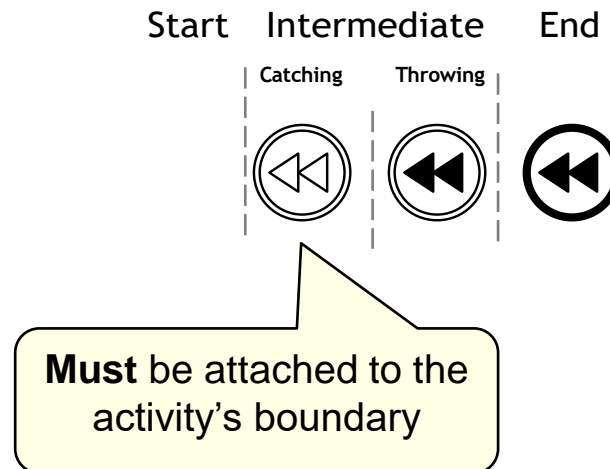 Start Intermediate End
Catching Throwing
Must be attached to the
activity's boundary